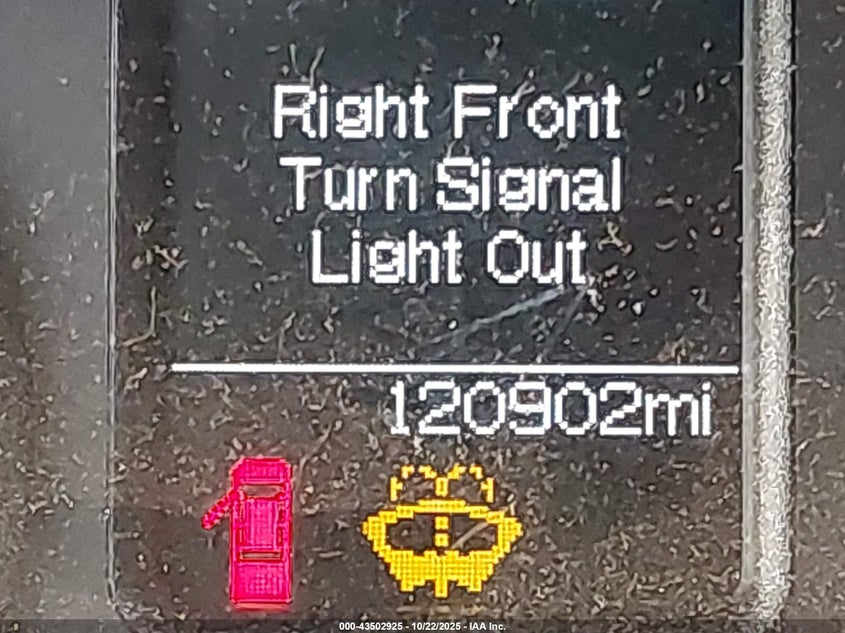 Right Front
Turn Signal
Light Out
120902mi
000-43502925 - 10/22/2025 - IAA Inc.